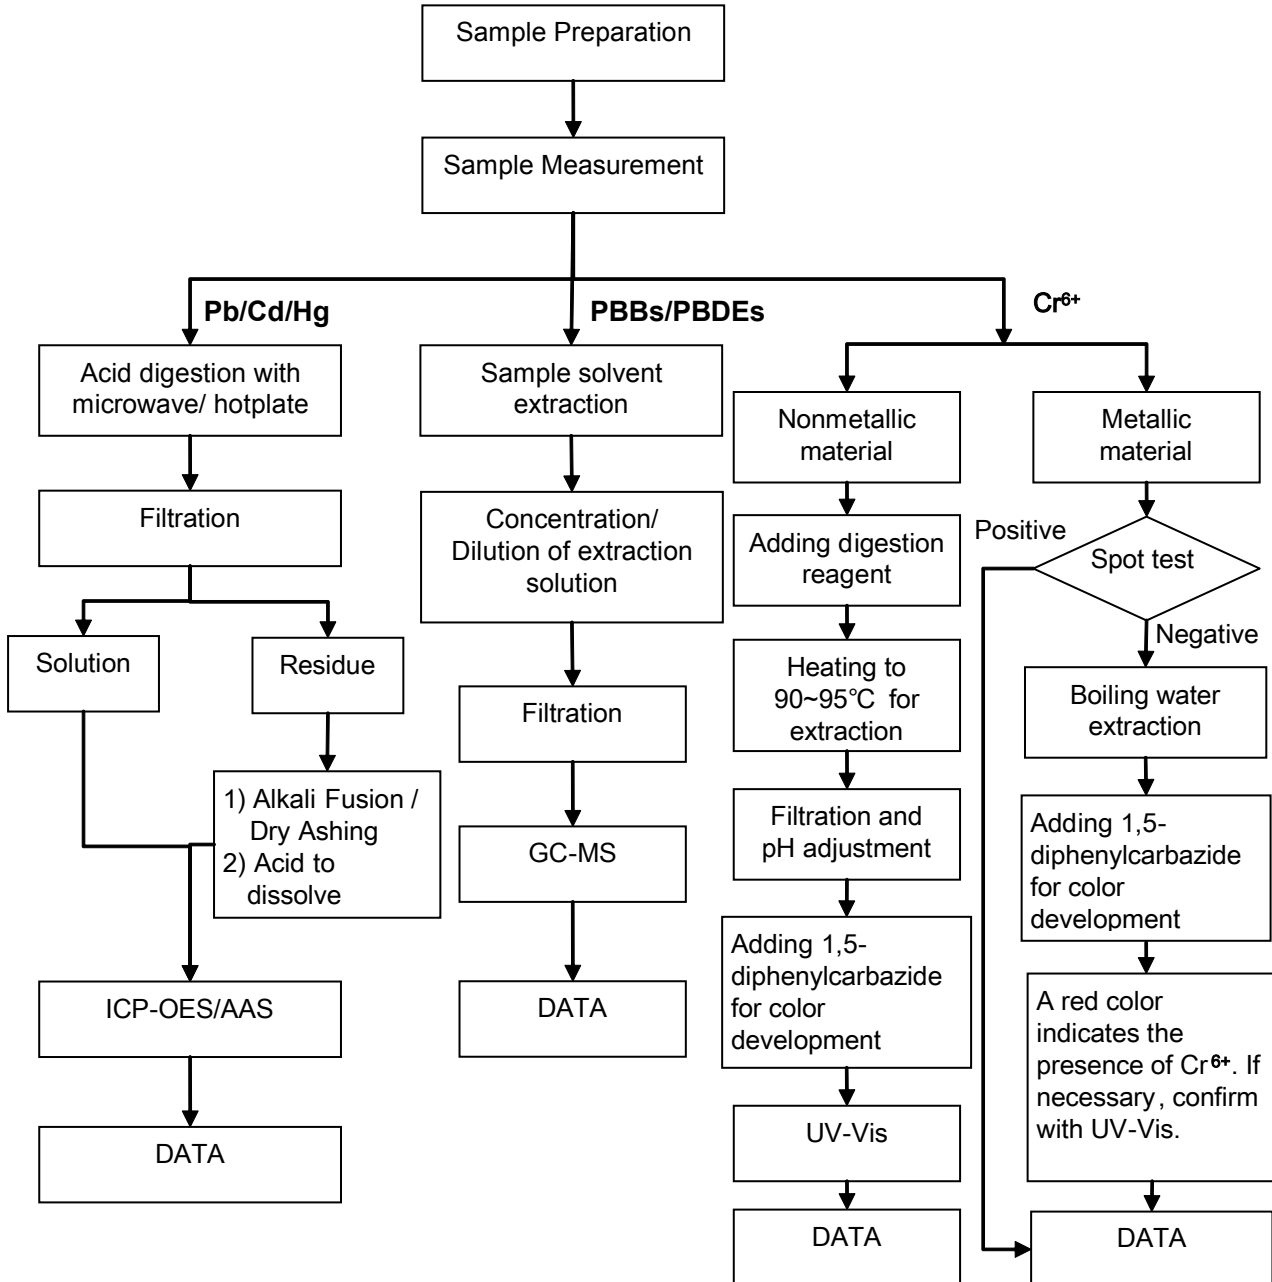 Sample Preparation
Sample Measurement
Pb/Cd/Hg
PBBs/PBDEs
Cr⁶⁺
Acid digestion with
microwave/ hotplate
Filtration
Solution
Residue
1) Alkali Fusion /
Dry Ashing
2) Acid to
dissolve
ICP-OES/AAS
DATA
Sample solvent
extraction
Concentration/
Dilution of extraction
solution
Filtration
GC-MS
DATA
Nonmetallic
material
Adding digestion
reagent
Heating to
90~95℃ for
extraction
Filtration and
pH adjustment
Adding 1,5-
diphenylcarbazide
for color
development
UV-Vis
DATA
Metallic
material
Positive
Spot test
Negative
Boiling water
extraction
Adding 1,5-
diphenylcarbazide
for color
development
A red color
indicates the
presence of Cr⁶⁺. If
necessary, confirm
with UV-Vis.
DATA